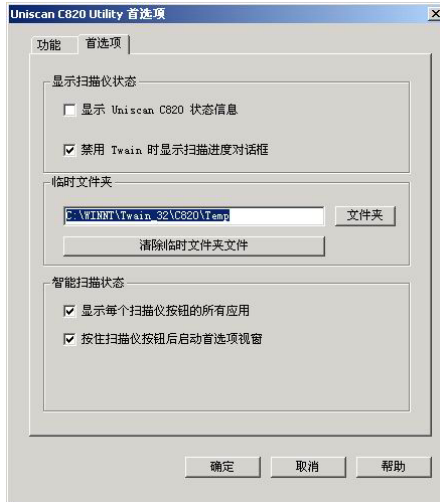 Uniscan C820 Utility 首选项
功能 首选项
显示扫描仪状态
显示 Uniscan C820 状态信息
禁用 Twain 时显示扫描进度对话框
临时文件夹
C:\WINNT\Twain_32\C820\Temp 文件夹
清除临时文件夹文件
智能扫描状态
显示每个扫描仪按钮的所有应用
按住扫描仪按钮后启动首选项视窗
确定 取消 帮助